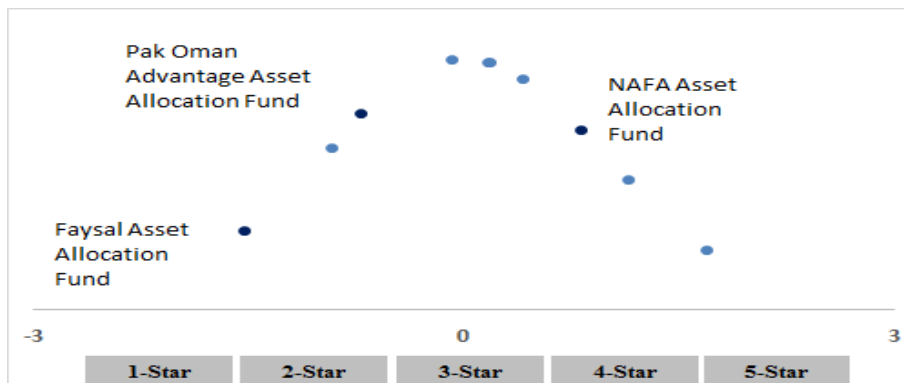 Pak Oman
Advantage Asset
Allocation Fund
NAFA Asset
Allocation
Fund
Faysal Asset
Allocation
Fund
-3 0 3
1-Star 2-Star 3-Star 4-Star 5-Star